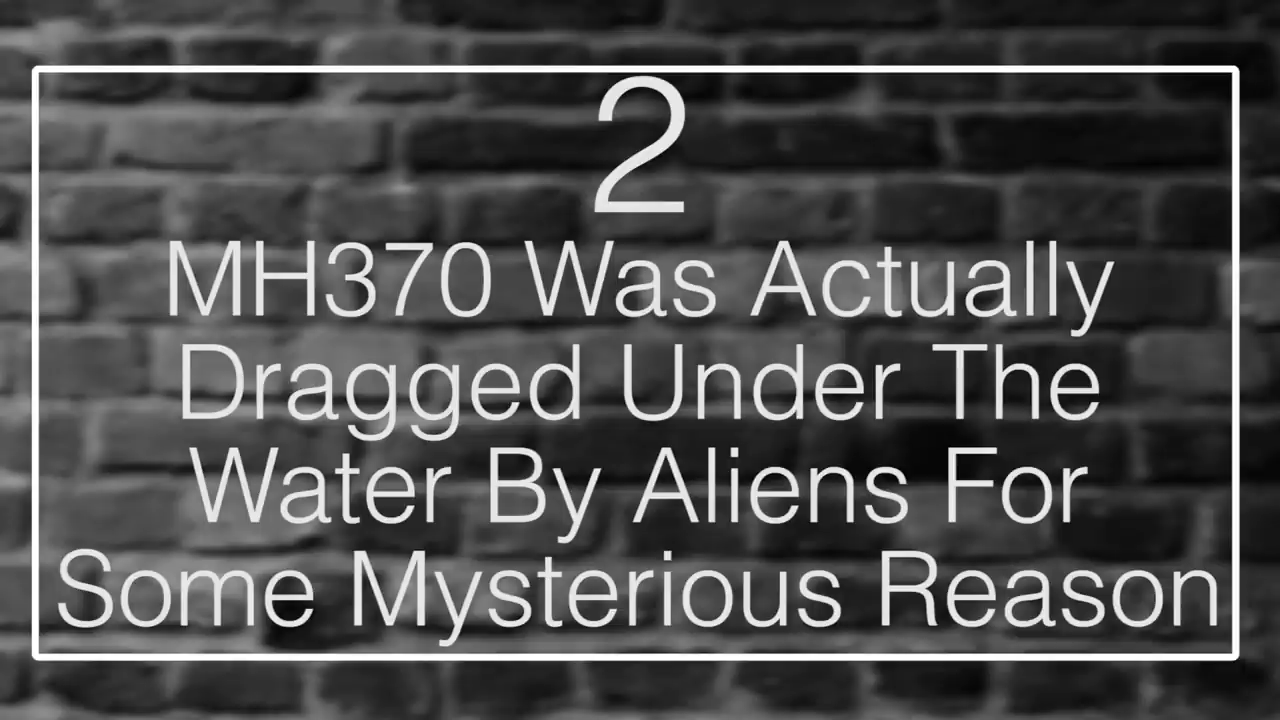 2
MH370 Was Actually
Dragged Under The
Water By Aliens For
Some Mysterious Reason